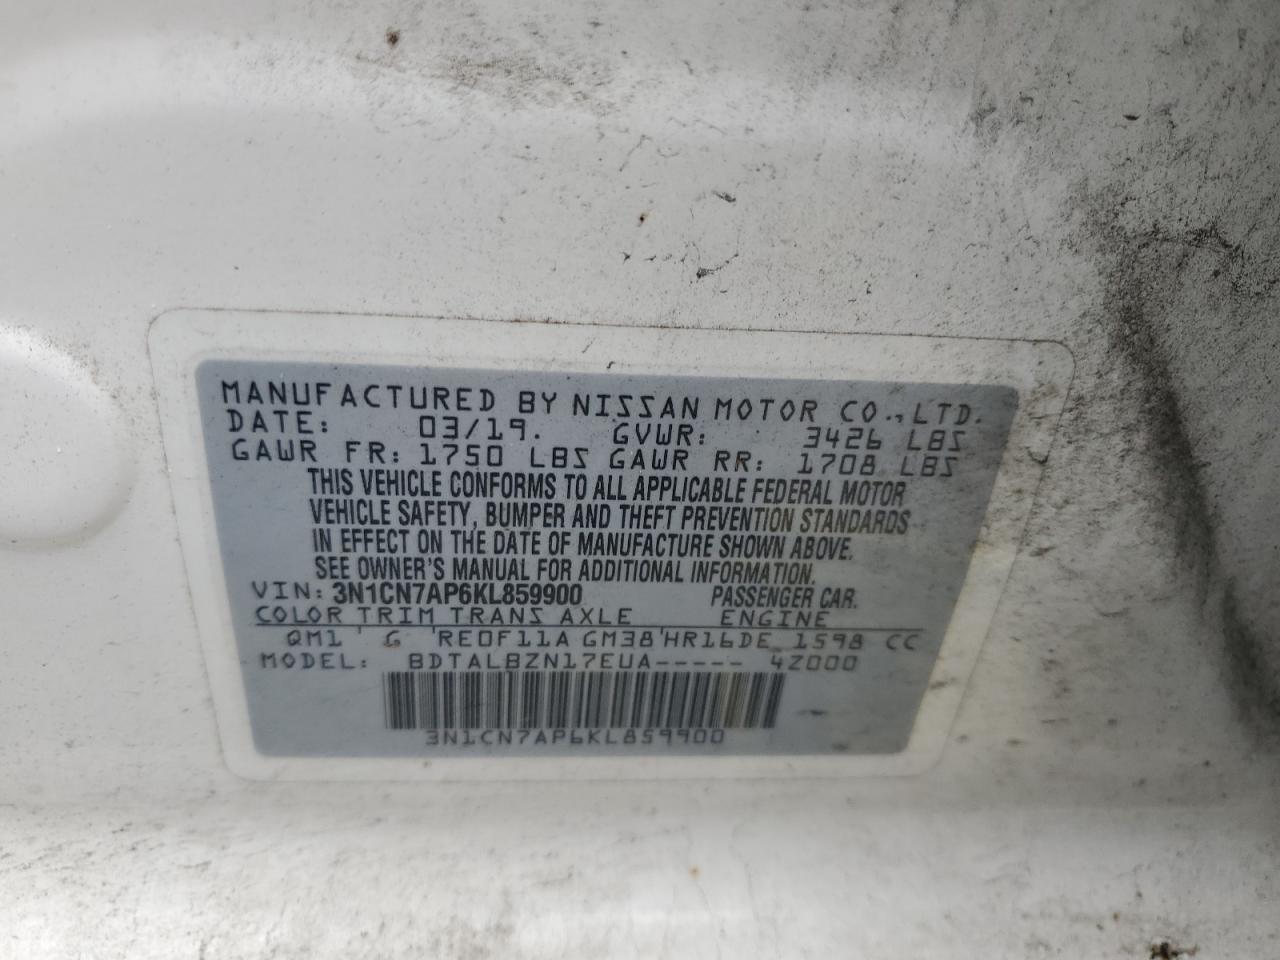 MANUFACTURED BY NISSAN MOTOR CO., LTD.
DATE: 03/19. GVWR: 3426 LBS
GAWR FR: 1750 LBS GAWR RR: 1708 LBS
THIS VEHICLE CONFORMS TO ALL APPLICABLE FEDERAL MOTOR
VEHICLE SAFETY, BUMPER AND THEFT PREVENTION STANDARDS
IN EFFECT ON THE DATE OF MANUFACTURE SHOWN ABOVE.
SEE OWNER'S MANUAL FOR ADDITIONAL INFORMATION.
VIN: 3N1CN7AP6KL859900 PASSENGER CAR.
COLOR TRIM TRANS AXLE ENGINE
QM1 ' G 'RE0F11A GM38'HR16DE 1598 CC
MODEL: BDTALBZN17EUA----- 4Z000
3N1CN7AP6KL859900